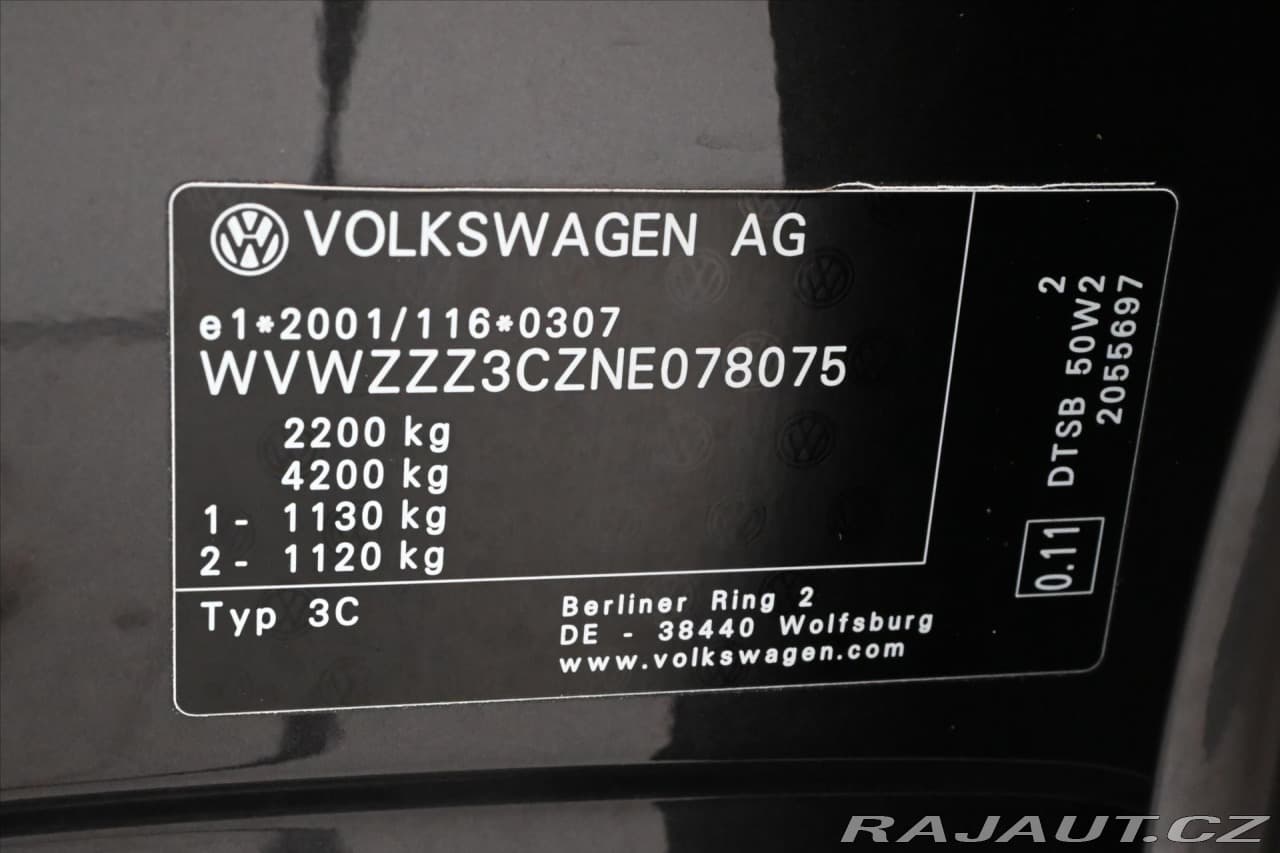 VOLKSWAGEN AG
e1*2001/116*0307
WVWZZZ3CZNE078075
2200 kg
4200 kg
1- 1130 kg
2- 1120 kg
Typ 3C
Berliner Ring 2
DE - 38440 Wolfsburg
www.volkswagen.com
2
0.11 DTSB 50W2
2055697
RAJAUT.CZ